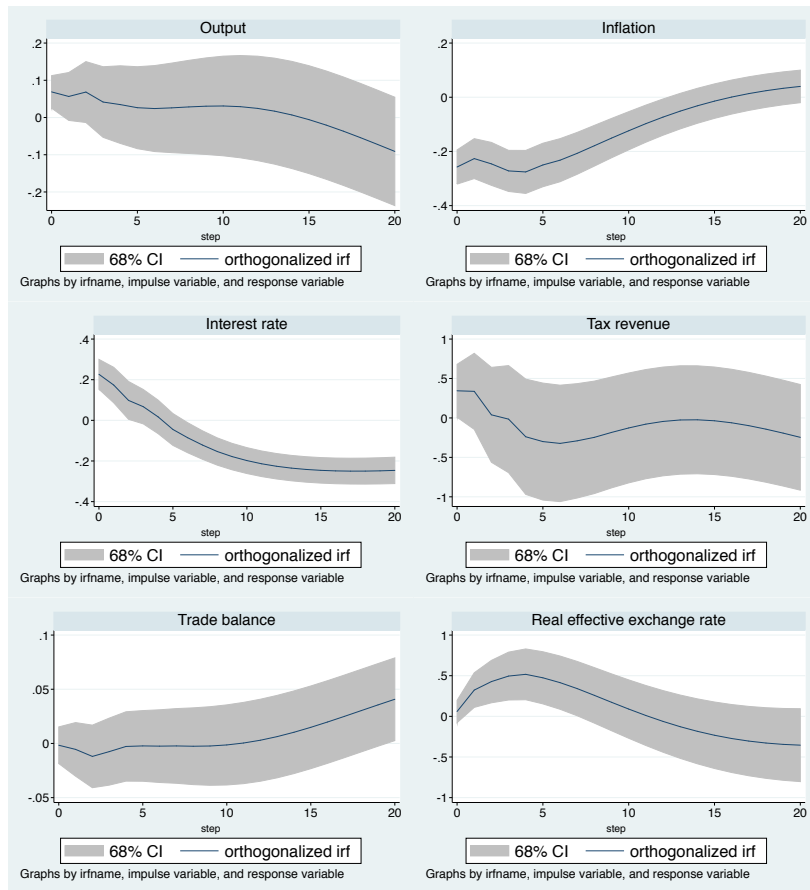 Output
.2
.1
0
-.1
-.2
0 5 10 15 20
step
68% CI orthogonalized irf
Graphs by irfname, impulse variable, and response variable
Inflation
.2
0
-.2
-.4
0 5 10 15 20
step
68% CI orthogonalized irf
Graphs by irfname, impulse variable, and response variable
Interest rate
.4
.2
0
-.2
-.4
0 5 10 15 20
step
68% CI orthogonalized irf
Graphs by irfname, impulse variable, and response variable
Tax revenue
1
.5
0
-.5
-1
0 5 10 15 20
step
68% CI orthogonalized irf
Graphs by irfname, impulse variable, and response variable
Trade balance
.1
.05
0
-.05
0 5 10 15 20
step
68% CI orthogonalized irf
Graphs by irfname, impulse variable, and response variable
Real effective exchange rate
1
.5
0
-.5
-1
0 5 10 15 20
step
68% CI orthogonalized irf
Graphs by irfname, impulse variable, and response variable